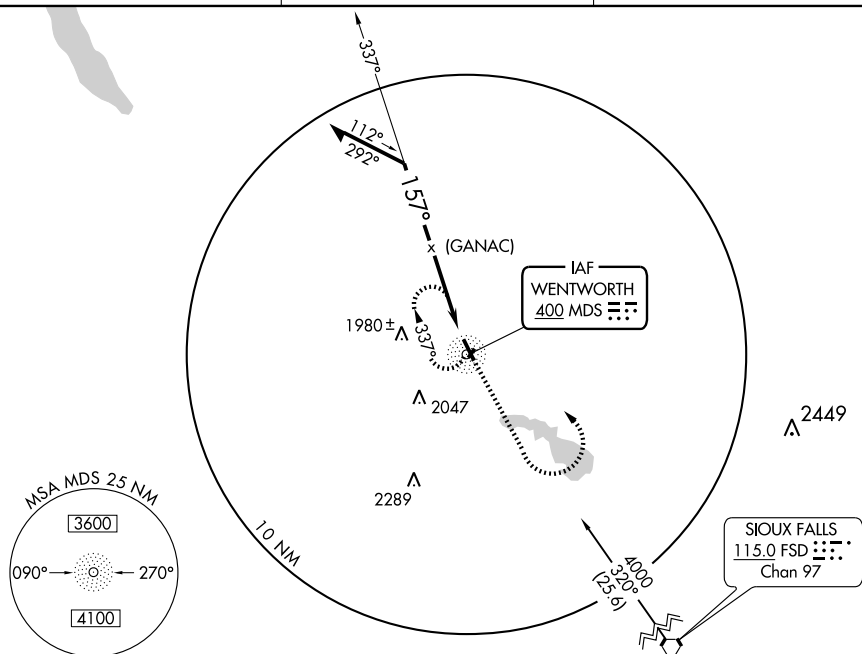 337°
112°
292°
157°
x (GANAC)
IAF
WENTWORTH
400 MDS
1980 ±
337°
2047
2449
2289
MSA MDS 25 NM
3600
090°
270°
4100
10 NM
4000
320°
(25.6)
SIOUX FALLS
115.0 FSD
Chan 97